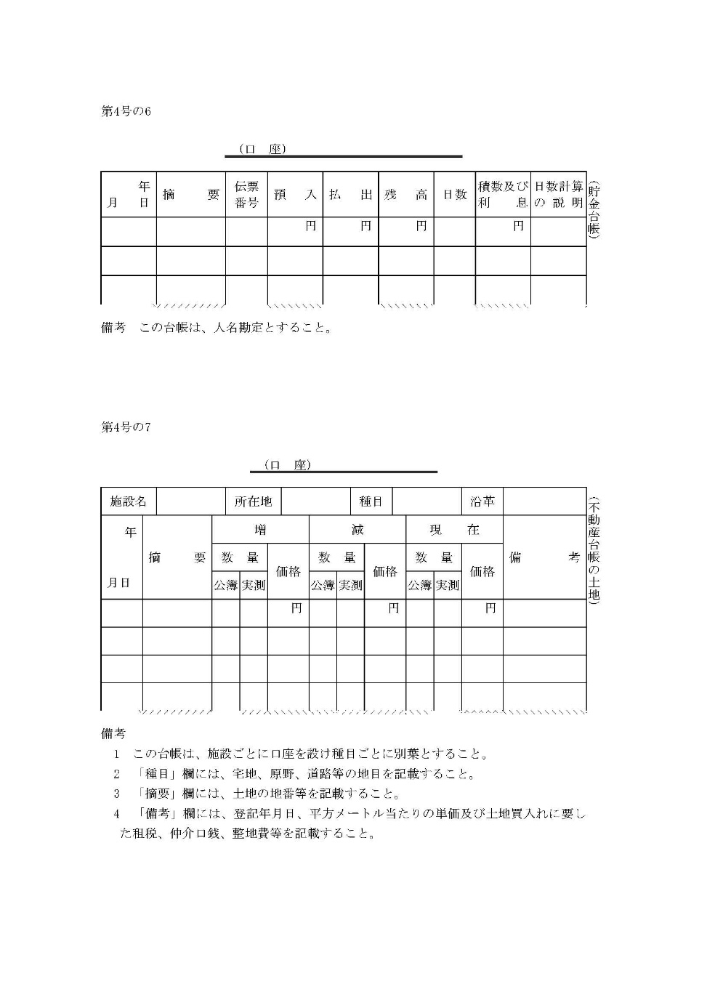 第4号の6
（口　座）
年
月　日
摘　要
伝票
番号
預　入
払　出
残　高
日数
積数及び
利　息
日数計算
の説明
（貯金台帳）
円　円　円　円
備考　この台帳は、人名勘定とすること。
第4号の7
（口　座）
施設名　所在地　種目　沿革
（不動産台帳の土地）
年
月日
摘　要
増　減　現　在
備　考
数　量　価格　数　量　価格　数　量　価格
公簿　実測　公簿　実測　公簿　実測
円　円　円
備考
1　この台帳は、施設ごとに口座を設け種目ごとに別葉とすること。
2　「種目」欄には、宅地、原野、道路等の地目を記載すること。
3　「摘要」欄には、土地の地番等を記載すること。
4　「備考」欄には、登記年月日、平方メートル当たりの単価及び土地買入れに要し
た租税、仲介口銭、整地費等を記載すること。